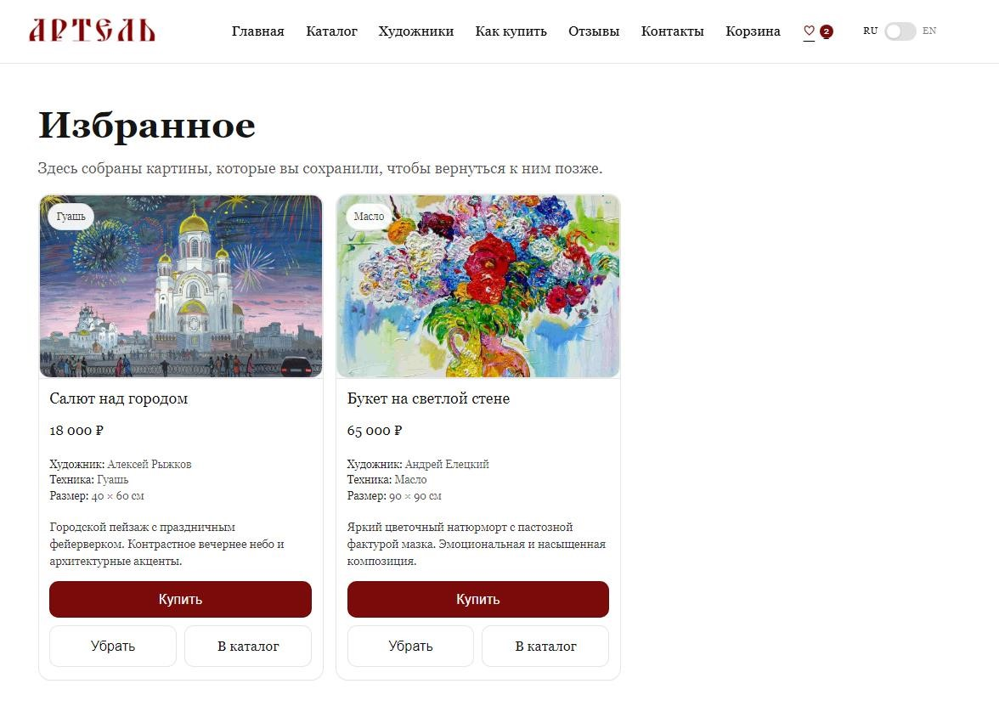 АРТЕЛЬ
Главная Каталог Художники Как купить Отзывы Контакты Корзина 2 RU EN
Избранное
Здесь собраны картины, которые вы сохранили, чтобы вернуться к ним позже.
Гуашь
Салют над городом
18 000 ₽
Художник: Алексей Рыжков
Техника: Гуашь
Размер: 40 × 60 см
Городской пейзаж с праздничным
фейерверком. Контрастное вечернее небо и
архитектурные акценты.
Купить
Убрать В каталог
Масло
Букет на светлой стене
65 000 ₽
Художник: Андрей Елецкий
Техника: Масло
Размер: 90 × 90 см
Яркий цветочный натюрморт с пастозной
фактурой мазка. Эмоциональная и насыщенная
композиция.
Купить
Убрать В каталог